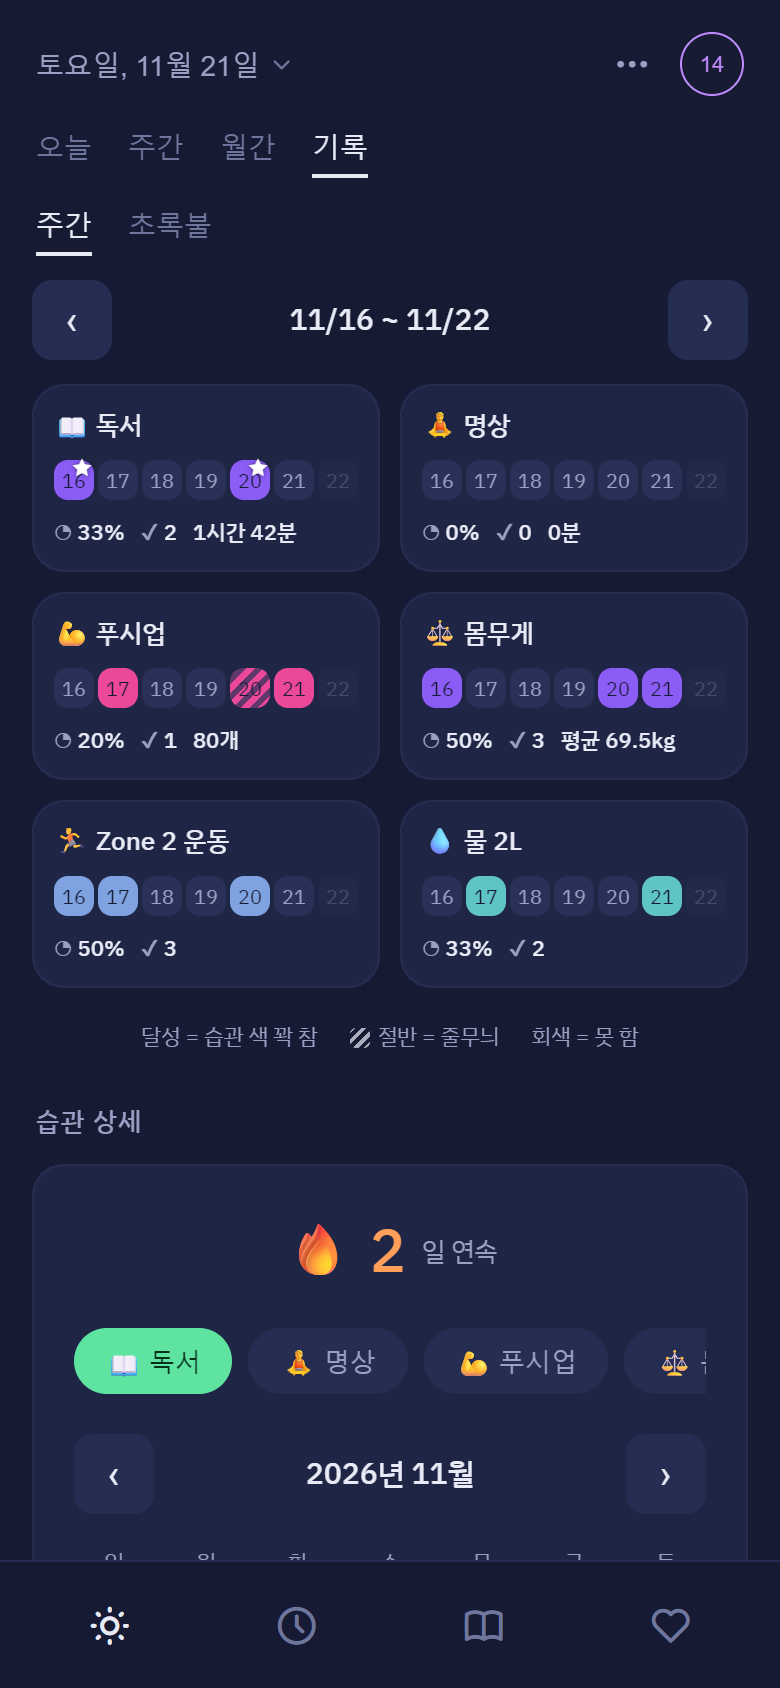 토요일, 11월 21일
14
오늘 주간 월간 기록
주간 초록불
11/16 ~ 11/22
독서
16 17 18 19 20 21 22
33% ✓ 2 1시간 42분
명상
16 17 18 19 20 21 22
0% ✓ 0 0분
푸시업
16 17 18 19 20 21 22
20% ✓ 1 80개
몸무게
16 17 18 19 20 21 22
50% ✓ 3 평균 69.5kg
Zone 2 운동
16 17 18 19 20 21 22
50% ✓ 3
물 2L
16 17 18 19 20 21 22
33% ✓ 2
달성 = 습관 색 꽉 참 절반 = 줄무늬 회색 = 못 함
습관 상세
2 일 연속
독서 명상 푸시업
2026년 11월